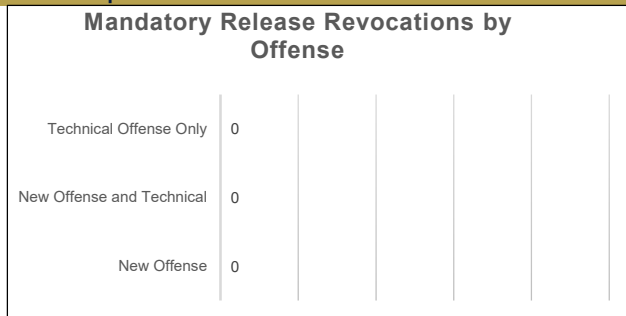 Mandatory Release Revocations by
Offense
Technical Offense Only 0
New Offense and Technical 0
New Offense 0